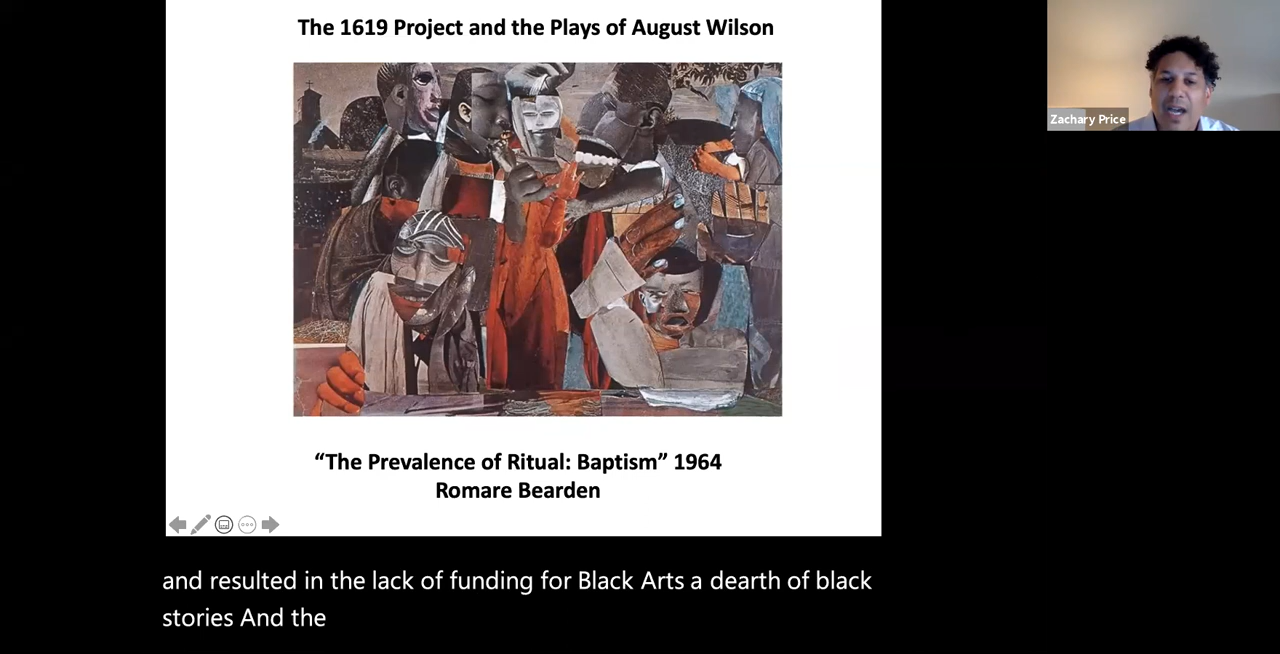 The 1619 Project and the Plays of August Wilson
Zachary Price
“The Prevalence of Ritual: Baptism” 1964
Romare Bearden
and resulted in the lack of funding for Black Arts a dearth of black
stories And the